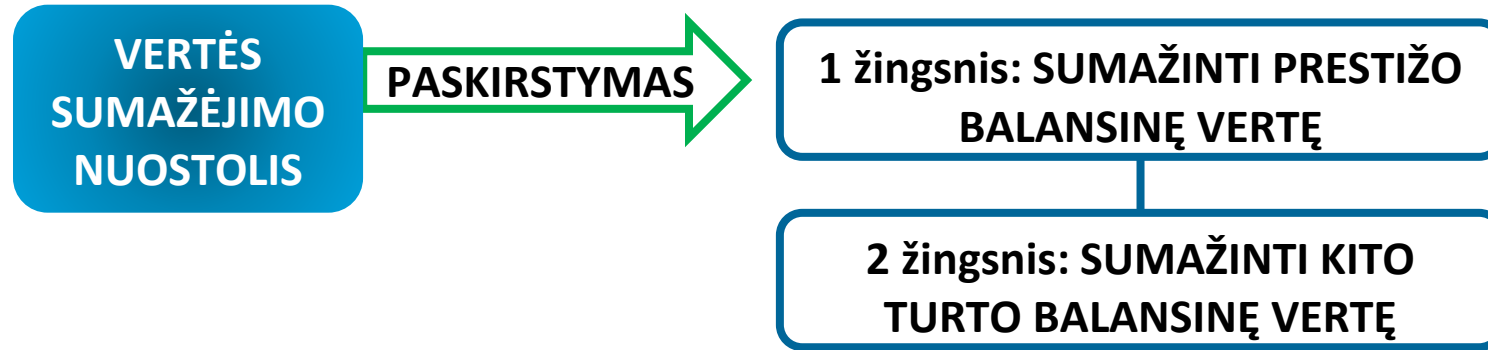 VERTĖS
SUMAŽĖJIMO
NUOSTOLIS
PASKIRSTYMAS
1 žingsnis: SUMAŽINTI PRESTIŽO
BALANSINĘ VERTĘ
2 žingsnis: SUMAŽINTI KITO
TURTO BALANSINĘ VERTĘ